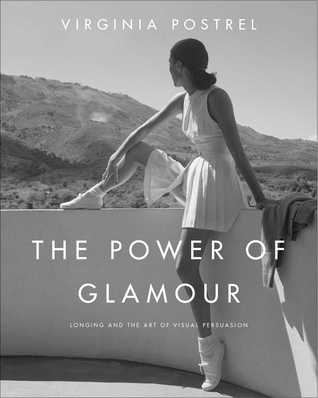 VIRGINIA POSTREL
THE POWER OF
GLAMOUR
LONGING AND THE ART OF VISUAL PERSUASION